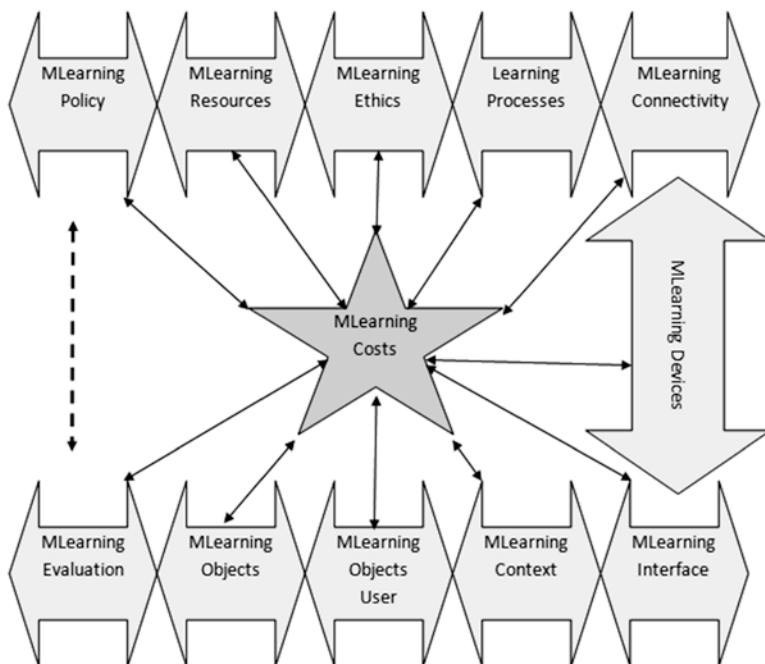 MLearning
Policy
MLearning
Resources
MLearning
Ethics
Learning
Processes
MLearning
Connectivity
MLearning
Costs
MLearning Devices
MLearning
Evaluation
MLearning
Objects
MLearning
Objects
User
MLearning
Context
MLearning
Interface